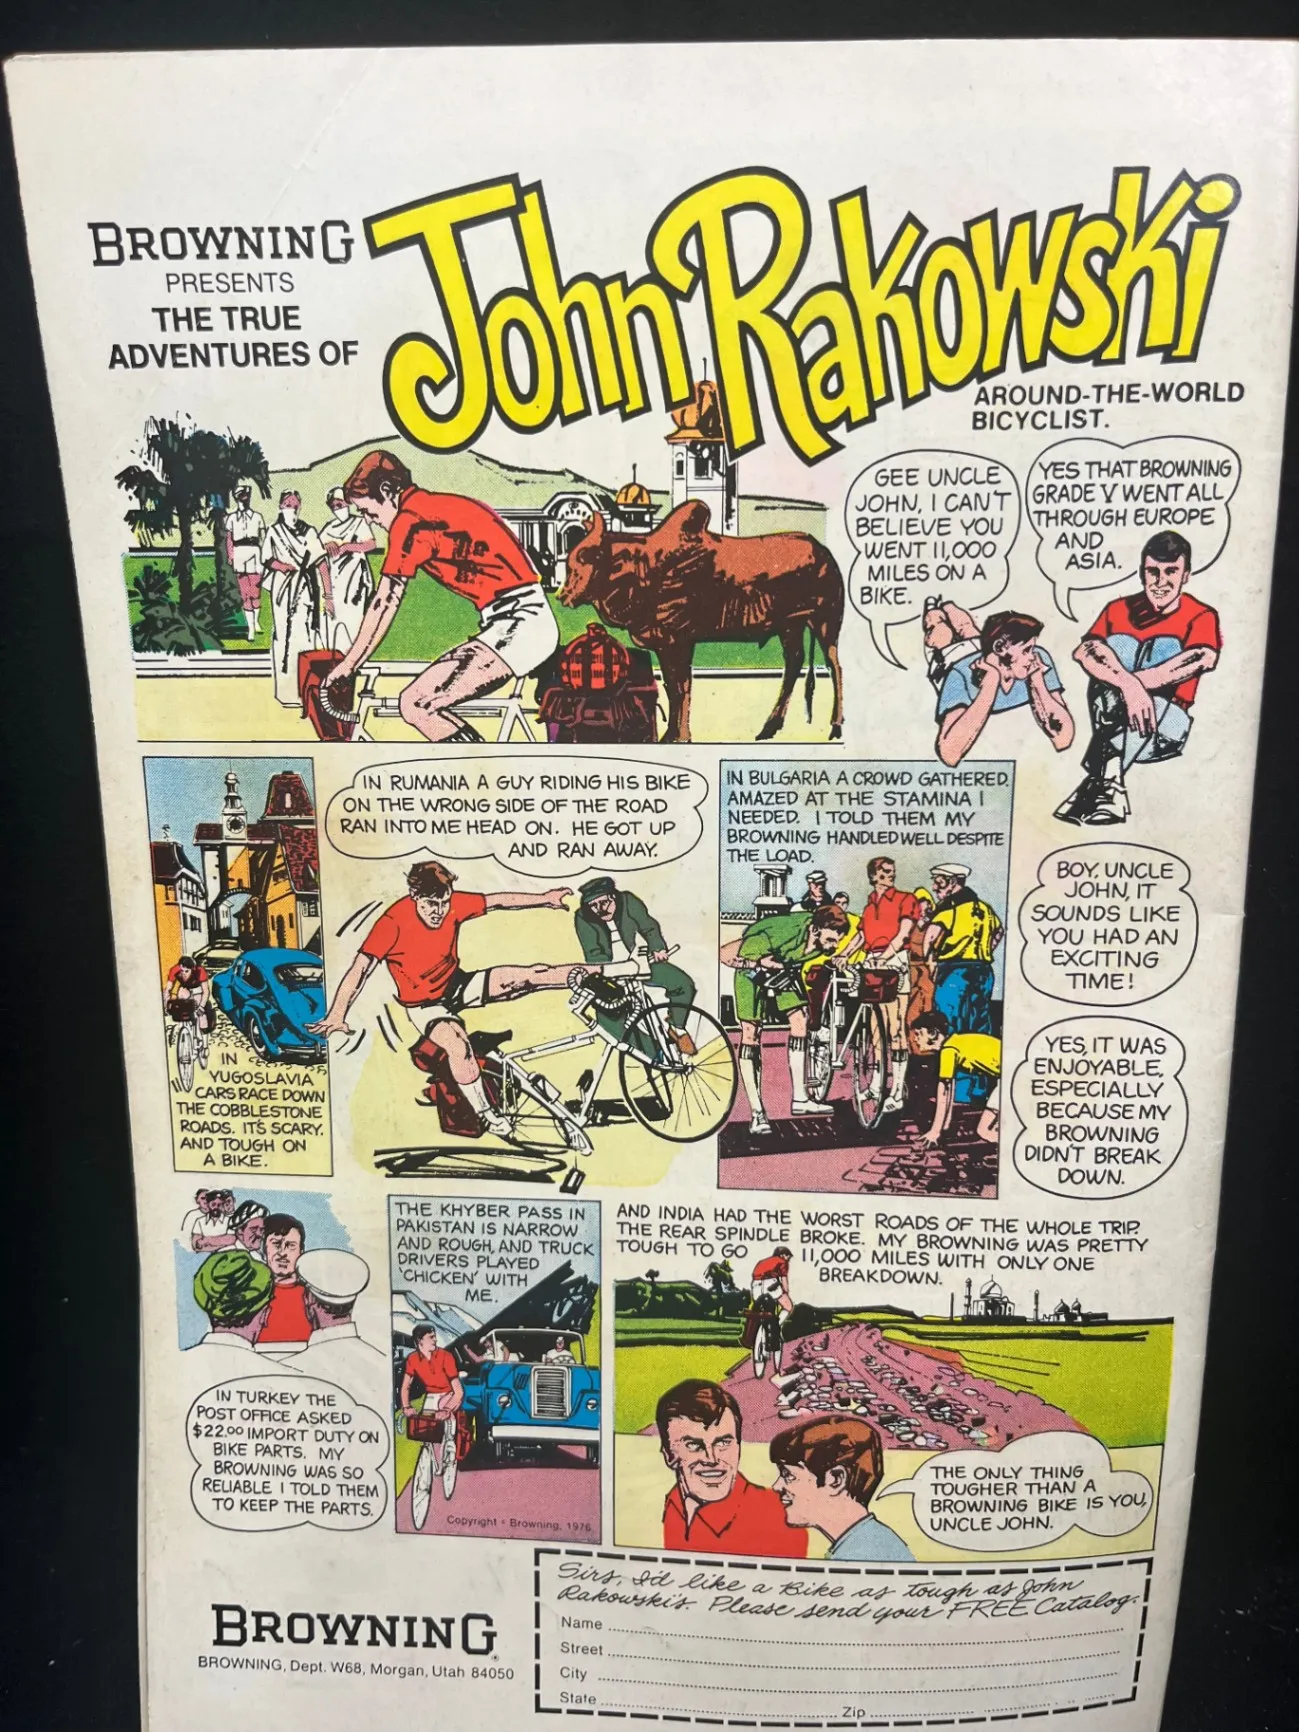 BROWNING
PRESENTS
THE TRUE
ADVENTURES OF
John Rakowski
AROUND-THE-WORLD
BICYCLIST.
GEE UNCLE
JOHN, I CAN'T
BELIEVE YOU
WENT 11,000
MILES ON A
BIKE.
YES THAT BROWNING
GRADE V WENT ALL
THROUGH EUROPE
AND
ASIA.
IN
YUGOSLAVIA
CARS RACE DOWN
THE COBBLESTONE
ROADS. IT'S SCARY.
AND TOUGH ON
A BIKE.
IN RUMANIA A GUY RIDING HIS BIKE
ON THE WRONG SIDE OF THE ROAD
RAN INTO ME HEAD ON. HE GOT UP
AND RAN AWAY.
IN BULGARIA A CROWD GATHERED.
AMAZED AT THE STAMINA I
NEEDED. I TOLD THEM MY
BROWNING HANDLED WELL DESPITE
THE LOAD.
BOY, UNCLE
JOHN, IT
SOUNDS LIKE
YOU HAD AN
EXCITING
TIME!
YES, IT WAS
ENJOYABLE,
ESPECIALLY
BECAUSE MY
BROWNING
DIDN'T BREAK
DOWN.
IN TURKEY THE
POST OFFICE ASKED
$22.00 IMPORT DUTY ON
BIKE PARTS. MY
BROWNING WAS SO
RELIABLE I TOLD THEM
TO KEEP THE PARTS.
THE KHYBER PASS IN
PAKISTAN IS NARROW
AND ROUGH, AND TRUCK
DRIVERS PLAYED
'CHICKEN' WITH
ME.
Copyright © Browning, 1976
AND INDIA HAD THE WORST ROADS OF THE WHOLE TRIP.
THE REAR SPINDLE BROKE. MY BROWNING WAS PRETTY
TOUGH TO GO 11,000 MILES WITH ONLY ONE
BREAKDOWN.
THE ONLY THING
TOUGHER THAN A
BROWNING BIKE IS YOU,
UNCLE JOHN.
BROWNING
BROWNING, Dept. W68, Morgan, Utah 84050
Sirs, I'd like a Bike as tough as John
Rakowski's. Please send your FREE Catalog.
Name
Street
City
State Zip